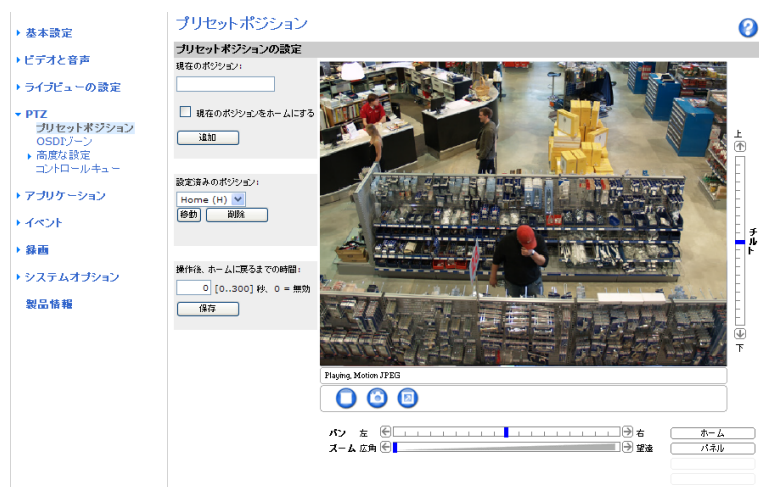 基本設定
ビデオと音声
ライブビューの設定
PTZ
プリセットポジション
OSDIゾーン
高度な設定
コントロールキュー
アプリケーション
イベント
録画
システムオプション
製品情報
プリセットポジション
?
プリセットポジションの設定
現在のポジション:
現在のポジションをホームにする
追加
設定済みのポジション:
Home (H)
移動 削除
操作後、ホームに戻るまでの時間:
0 [0..300] 秒、0 = 無効
保存
上
チルト
下
Playing, Motion JPEG
パン 左 右 ホーム
ズーム 広角 望遠 パネル